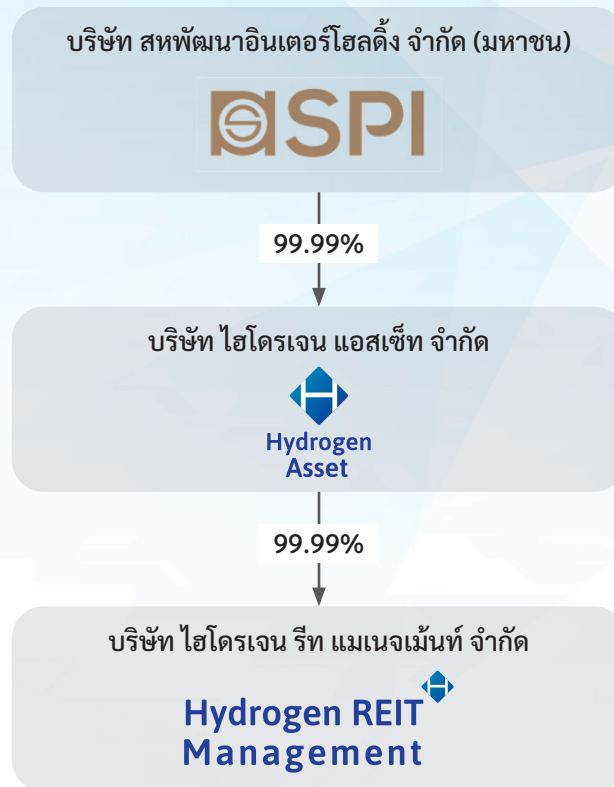 บริษัท สหพัฒนาอินเตอร์โฮลดิ้ง จำกัด (มหาชน)
SPI
99.99%
บริษัท ไฮโดรเจน แอสเซ็ท จำกัด
Hydrogen
Asset
99.99%
บริษัท ไฮโดรเจน รีท แมเนจเม้นท์ จำกัด
Hydrogen REIT
Management